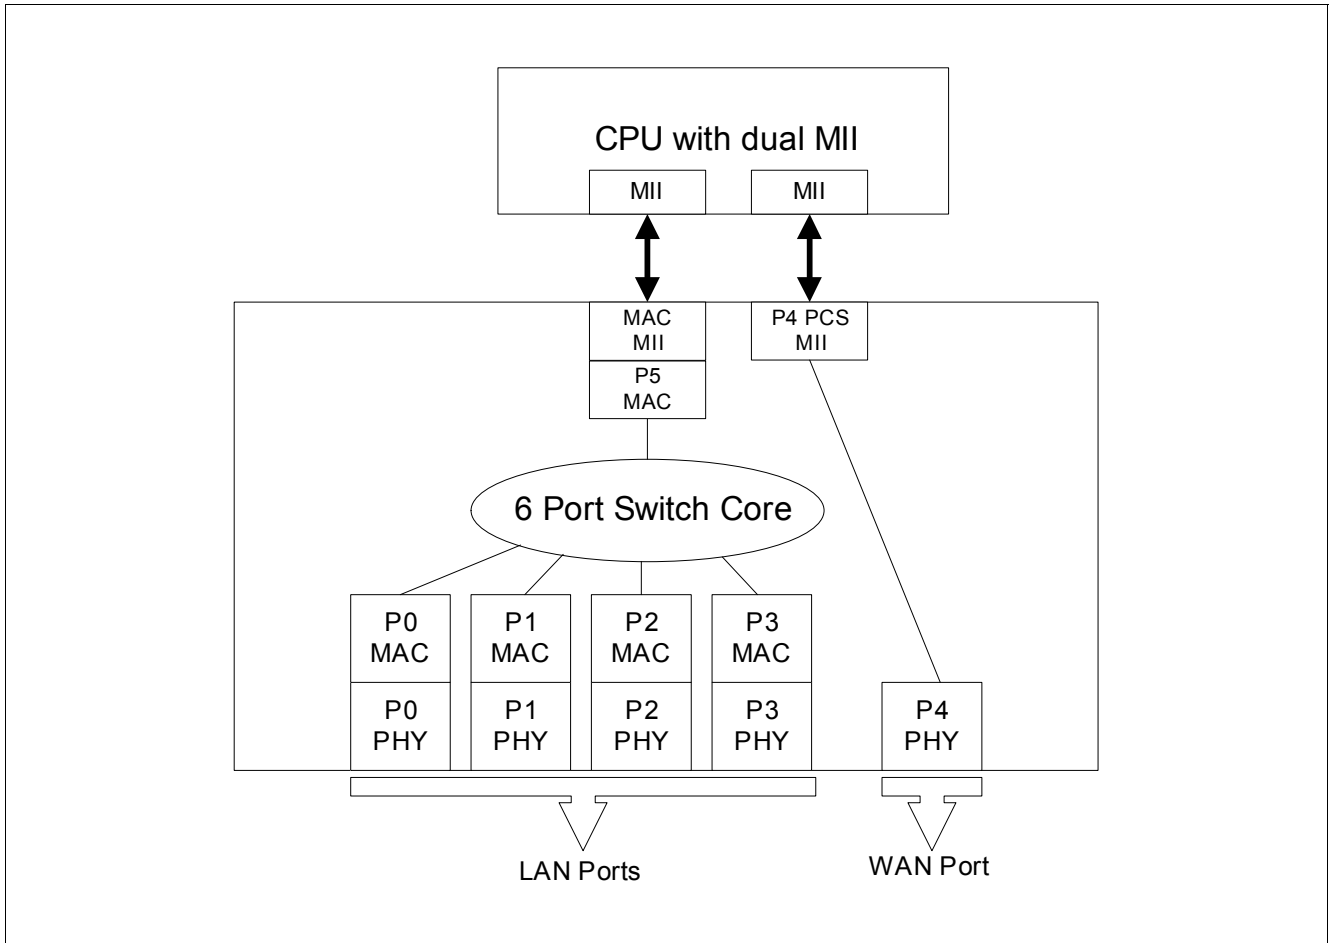 CPU with dual MII
MII
MII
MAC
MII
P4 PCS
MII
P5
MAC
6 Port Switch Core
P0
MAC
P1
MAC
P2
MAC
P3
MAC
P0
PHY
P1
PHY
P2
PHY
P3
PHY
P4
PHY
LAN Ports
WAN Port